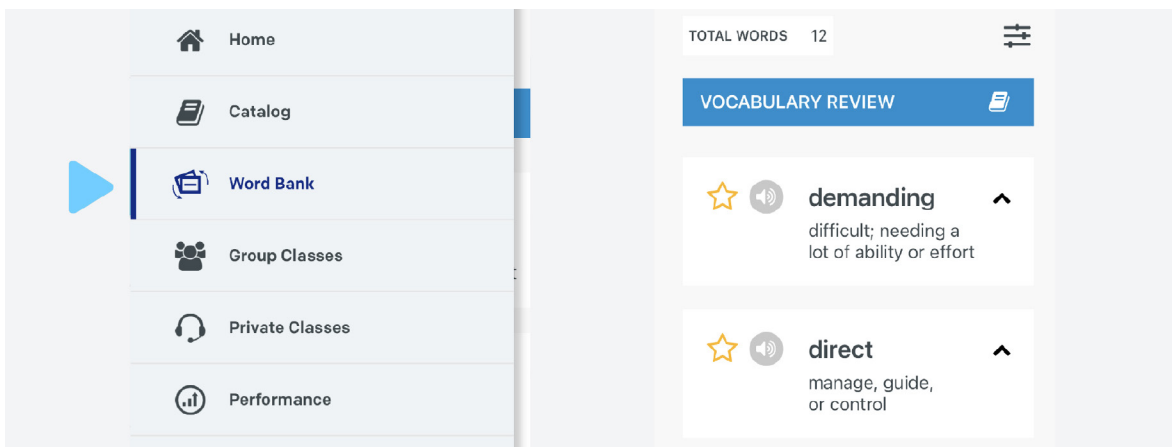 Home
Catalog
Word Bank
Group Classes
Private Classes
Performance
TOTAL WORDS 12
VOCABULARY REVIEW
demanding
difficult; needing a
lot of ability or effort
direct
manage, guide,
or control